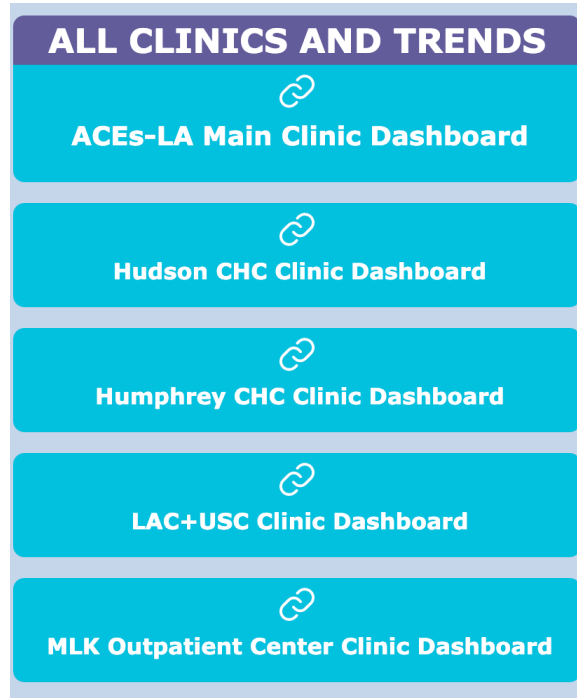 ALL CLINICS AND TRENDS
ACEs-LA Main Clinic Dashboard
Hudson CHC Clinic Dashboard
Humphrey CHC Clinic Dashboard
LAC+USC Clinic Dashboard
MLK Outpatient Center Clinic Dashboard